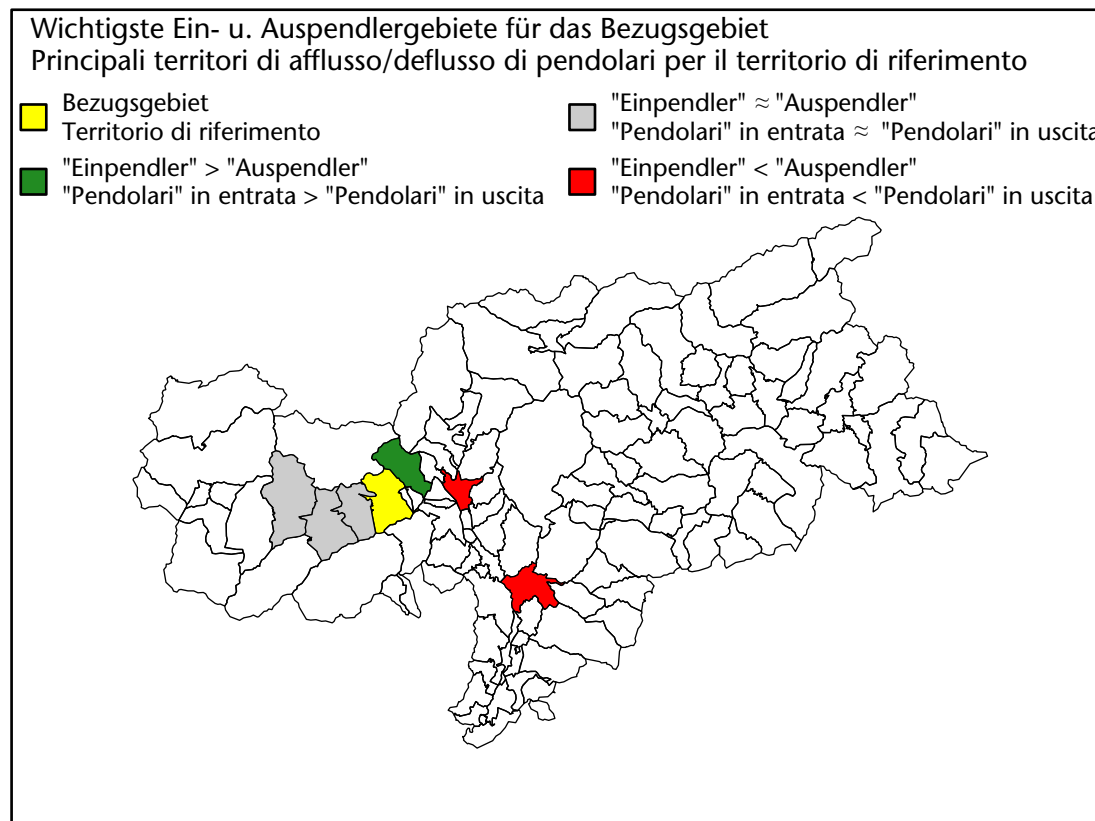 Wichtigste Ein- u. Auspendlergebiete für das Bezugsgebiet
Principali territori di afflusso/deflusso di pendolari per il territorio di riferimento
Bezugsgebiet
Territorio di riferimento
"Einpendler" > "Auspendler"
"Pendolari" in entrata > "Pendolari" in uscita
"Einpendler" ≈ "Auspendler"
"Pendolari" in entrata ≈ "Pendolari" in uscita
"Einpendler" < "Auspendler"
"Pendolari" in entrata < "Pendolari" in uscita